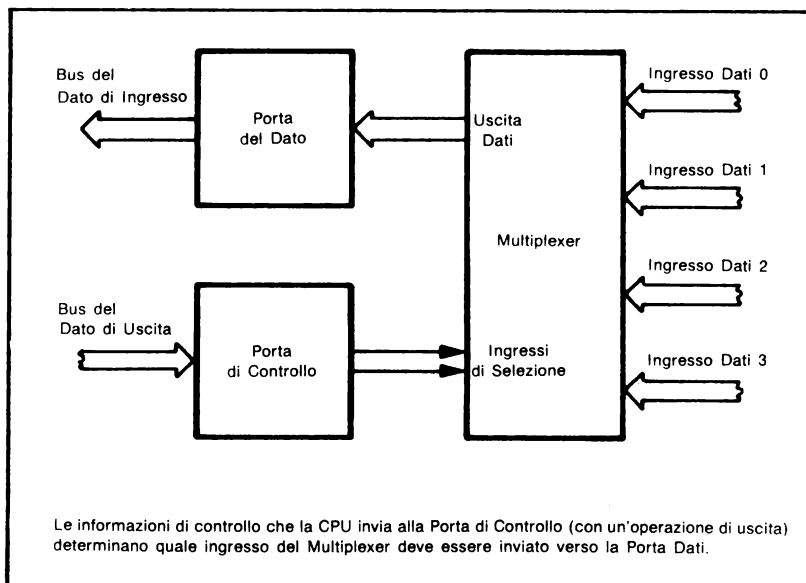 Bus del
Dato di Ingresso
Porta
del Dato
Uscita
Dati
Ingresso Dati 0
Ingresso Dati 1
Multiplexer
Ingresso Dati 2
Bus del
Dato di Uscita
Porta
di Controllo
Ingressi
di Selezione
Ingresso Dati 3
Le informazioni di controllo che la CPU invia alla Porta di Controllo (con un'operazione di uscita)
determinano quale ingresso del Multiplexer deve essere inviato verso la Porta Dati.